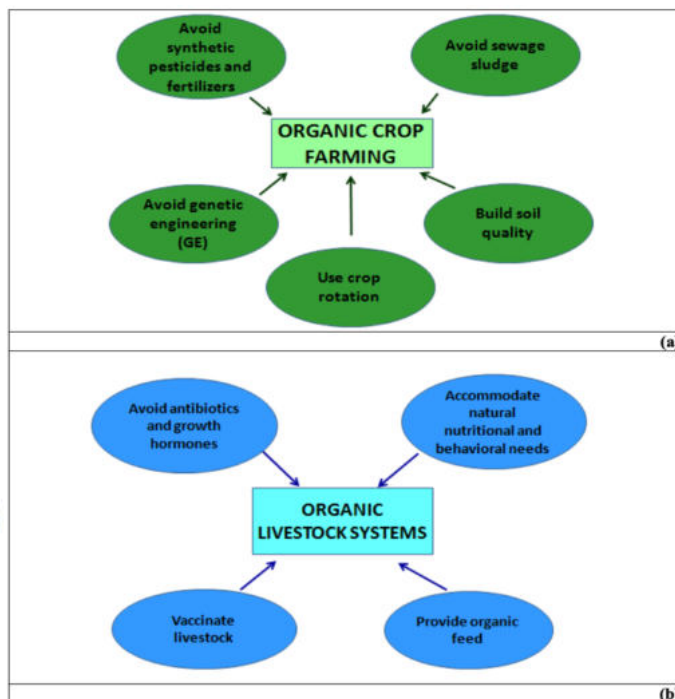 Avoid
synthetic
pesticides and
fertilizers
Avoid sewage
sludge
ORGANIC CROP
FARMING
Avoid genetic
engineering
(GE)
Build soil
quality
Use crop
rotation
(a)
Avoid antibiotics
and growth
hormones
Accommodate
natural
nutritional and
behavioral needs
ORGANIC
LIVESTOCK SYSTEMS
Vaccinate
livestock
Provide organic
feed
(b)